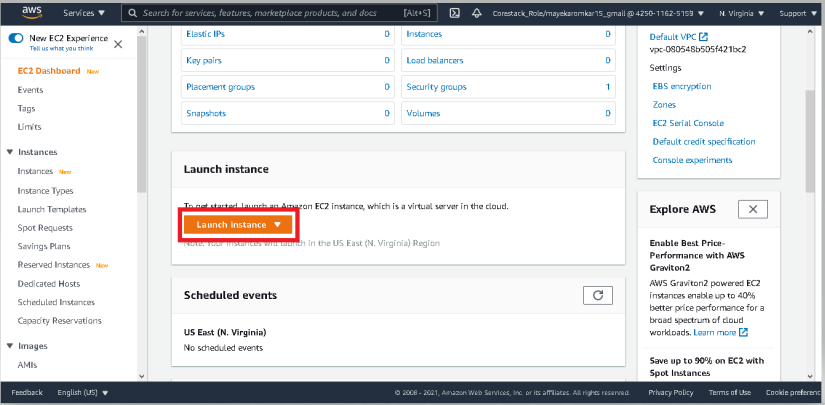 aws
Services
Search for services, features, marketplace products, and docs
[Alt+S]
Corestack_Role/mayekaromkar15_gmail @ 4250-1162-5159
N. Virginia
Support
New EC2 Experience
Tell us what you think
EC2 Dashboard New
Events
Tags
Limits
Instances
Instances New
Instance Types
Launch Templates
Spot Requests
Savings Plans
Reserved Instances New
Dedicated Hosts
Scheduled Instances
Capacity Reservations
Images
AMIs
Elastic IPs 0
Instances 0
Key pairs 0
Load balancers 0
Placement groups 0
Security groups 1
Snapshots 0
Volumes 0
Launch instance
To get started, launch an Amazon EC2 instance, which is a virtual server in the cloud.
Launch instance
Note: Your instances will launch in the US East (N. Virginia) Region
Scheduled events
US East (N. Virginia)
No scheduled events
Default VPC
vpc-080548b505f421bc2
Settings
EBS encryption
Zones
EC2 Serial Console
Default credit specification
Console experiments
Explore AWS
Enable Best Price-
Performance with AWS
Graviton2
AWS Graviton2 powered EC2
instances enable up to 40%
better price performance for a
broad spectrum of cloud
workloads. Learn more
Save up to 90% on EC2 with
Spot Instances
Feedback
English (US)
© 2008 - 2021, Amazon Web Services, Inc. or its affiliates. All rights reserved.
Privacy Policy
Terms of Use
Cookie preferenc